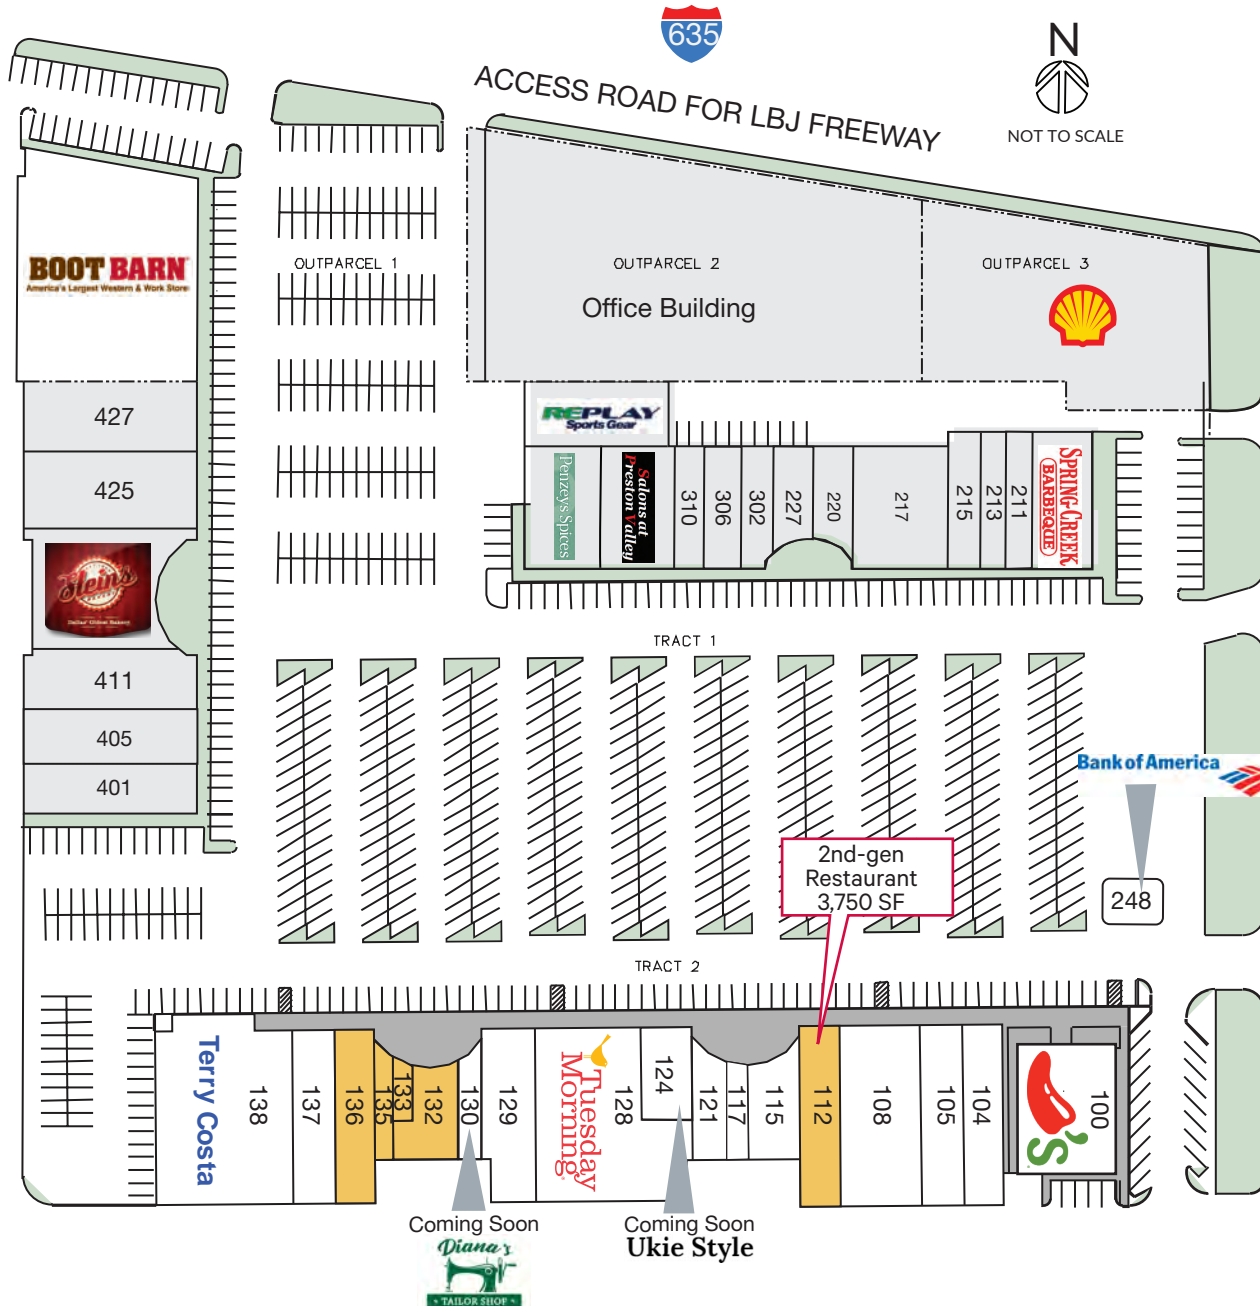 635
N
ACCESS ROAD FOR LBJ FREEWAY
NOT TO SCALE
BOOT BARN
America's Largest Western & Work Store
OUTPARCEL 1
OUTPARCEL 2
OUTPARCEL 3
Office Building
427
425
Stein's
Dallas' Oldest Bakery
411
405
401
REPLAY
Sports Gear
Penzeys Spices
Salons at
Preston Valley
310
306
302
227
220
217
215
213
211
SPRING CREEK
BARBEQUE
TRACT 1
Bank of America
248
2nd-gen
Restaurant
3,750 SF
TRACT 2
Terry Costa
138
137
136
135
133
132
130
129
Tuesday
Morning
128
124
121
117
115
112
108
105
104
100
's
Coming Soon
Diana's
TAILOR SHOP
Coming Soon
Ukie Style